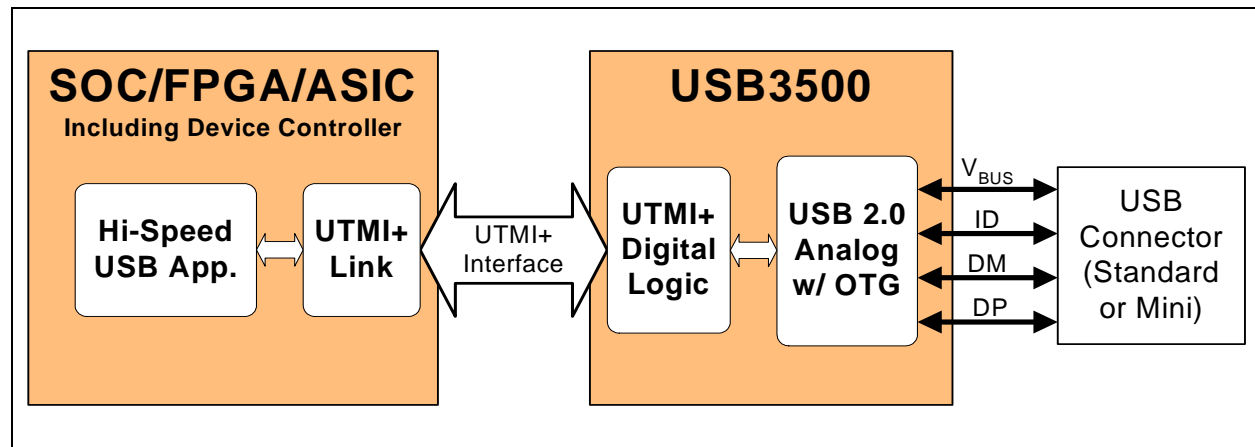 SOC/FPGA/ASIC
Including Device Controller
Hi-Speed
USB App.
UTMI+
Link
UTMI+
Interface
USB3500
UTMI+
Digital
Logic
USB 2.0
Analog
w/ OTG
VBUS
ID
DM
DP
USB
Connector
(Standard
or Mini)